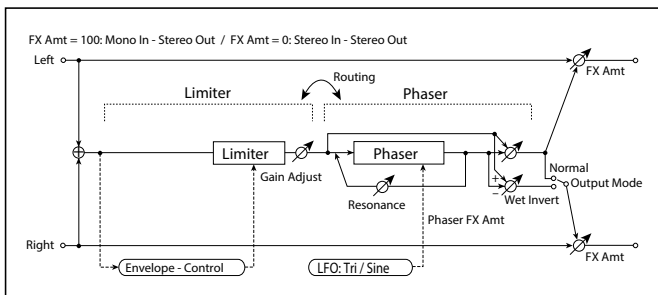 FX Amt = 100: Mono In - Stereo Out / FX Amt = 0: Stereo In - Stereo Out
Left
FX Amt
Routing
Limiter
Phaser
Limiter
Phaser
Gain Adjust
Resonance
+
−
Normal
Output Mode
Wet Invert
Phaser FX Amt
Right
FX Amt
Envelope - Control
LFO: Tri / Sine